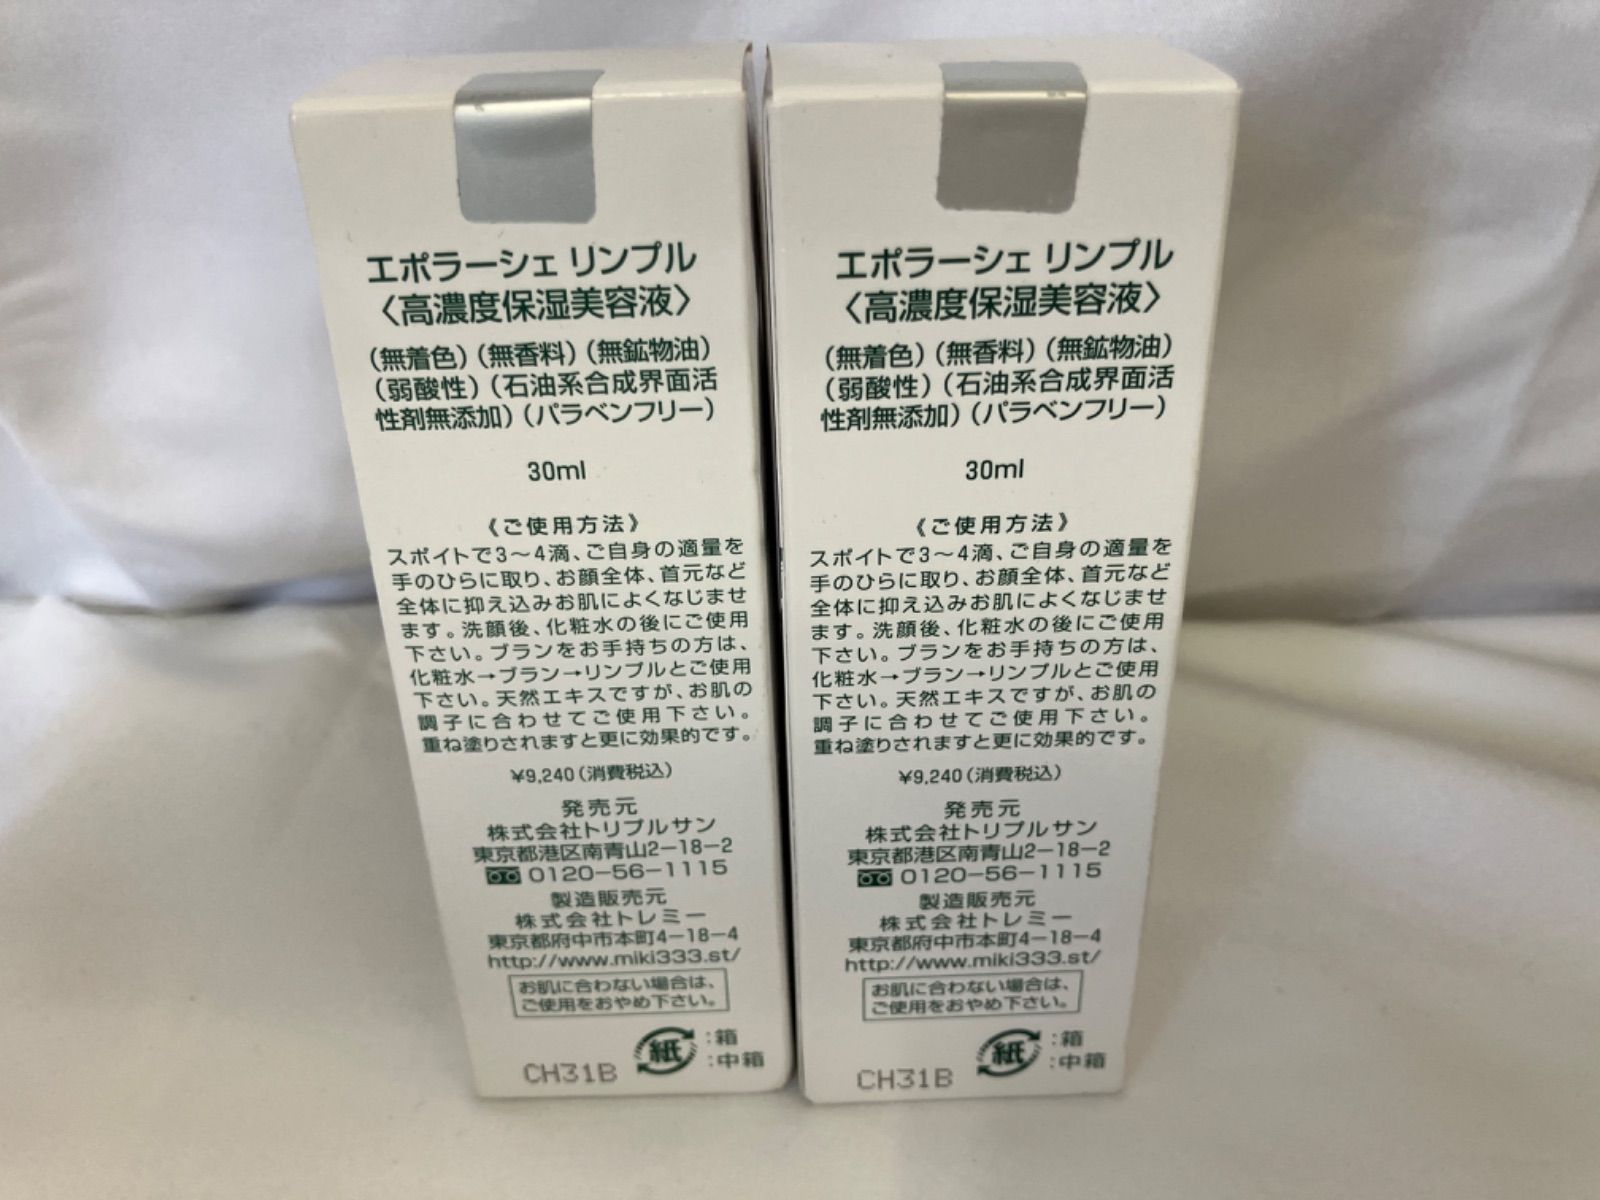 エポラーシェ リンプル
〈高濃度保湿美容液〉
(無着色)(無香料)(無鉱物油)
(弱酸性)(石油系合成界面活
性剤無添加)(パラベンフリー)
30ml
《ご使用方法》
スポイトで3〜4滴、ご自身の適量を
手のひらに取り、お顔全体、首元など
全体に抑え込みお肌によくなじませ
ます。洗顔後、化粧水の後にご使用
下さい。ブランをお手持ちの方は、
化粧水→ブラン→リンプルとご使用
下さい。天然エキスですが、お肌の
調子に合わせてご使用下さい。
重ね塗りされますと更に効果的です。
¥9,240(消費税込)
発売元
株式会社トリプルサン
東京都港区南青山2-18-2
0120-56-1115
製造販売元
株式会社トレミー
東京都府中市本町4-18-4
http://www.miki333.st/
お肌に合わない場合は、
ご使用をおやめ下さい。
紙 :箱
:中箱
CH31B
エポラーシェ リンプル
〈高濃度保湿美容液〉
(無着色)(無香料)(無鉱物油)
(弱酸性)(石油系合成界面活
性剤無添加)(パラベンフリー)
30ml
《ご使用方法》
スポイトで3〜4滴、ご自身の適量を
手のひらに取り、お顔全体、首元など
全体に抑え込みお肌によくなじませ
ます。洗顔後、化粧水の後にご使用
下さい。ブランをお手持ちの方は、
化粧水→ブラン→リンプルとご使用
下さい。天然エキスですが、お肌の
調子に合わせてご使用下さい。
重ね塗りされますと更に効果的です。
¥9,240(消費税込)
発売元
株式会社トリプルサン
東京都港区南青山2-18-2
0120-56-1115
製造販売元
株式会社トレミー
東京都府中市本町4-18-4
http://www.miki333.st/
お肌に合わない場合は、
ご使用をおやめ下さい。
紙 :箱
:中箱
CH31B